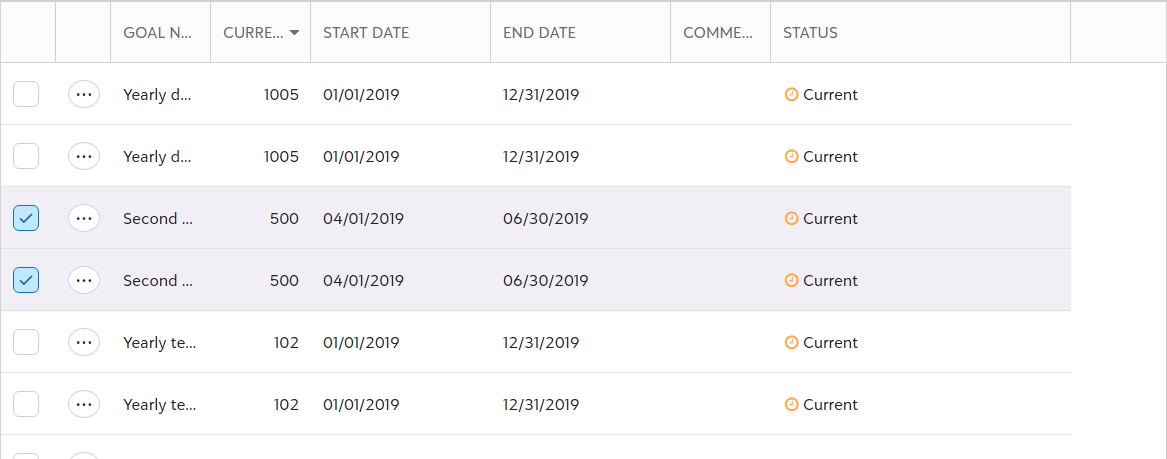 GOAL N... CURRE... START DATE END DATE COMME... STATUS
Yearly d... 1005 01/01/2019 12/31/2019 Current
Yearly d... 1005 01/01/2019 12/31/2019 Current
Second ... 500 04/01/2019 06/30/2019 Current
Second ... 500 04/01/2019 06/30/2019 Current
Yearly te... 102 01/01/2019 12/31/2019 Current
Yearly te... 102 01/01/2019 12/31/2019 Current